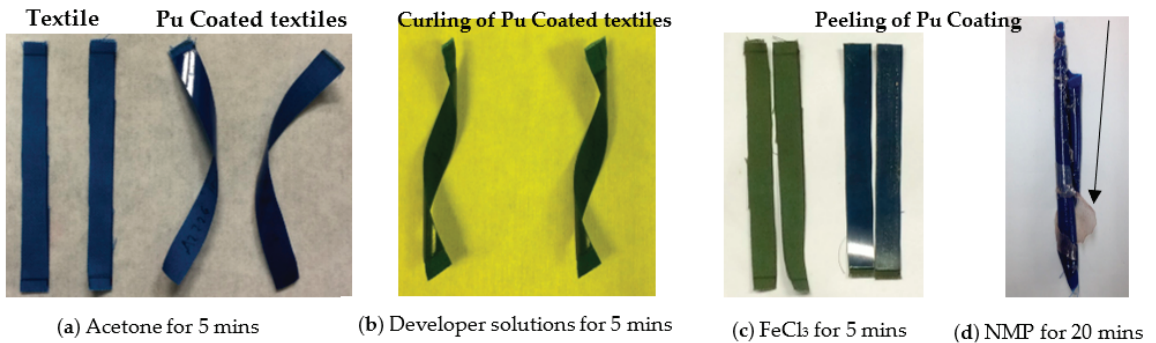 Textile
Pu Coated textiles
Curling of Pu Coated textiles
Peeling of Pu Coating
(a) Acetone for 5 mins
(b) Developer solutions for 5 mins
(c) FeCl₃ for 5 mins
(d) NMP for 20 mins